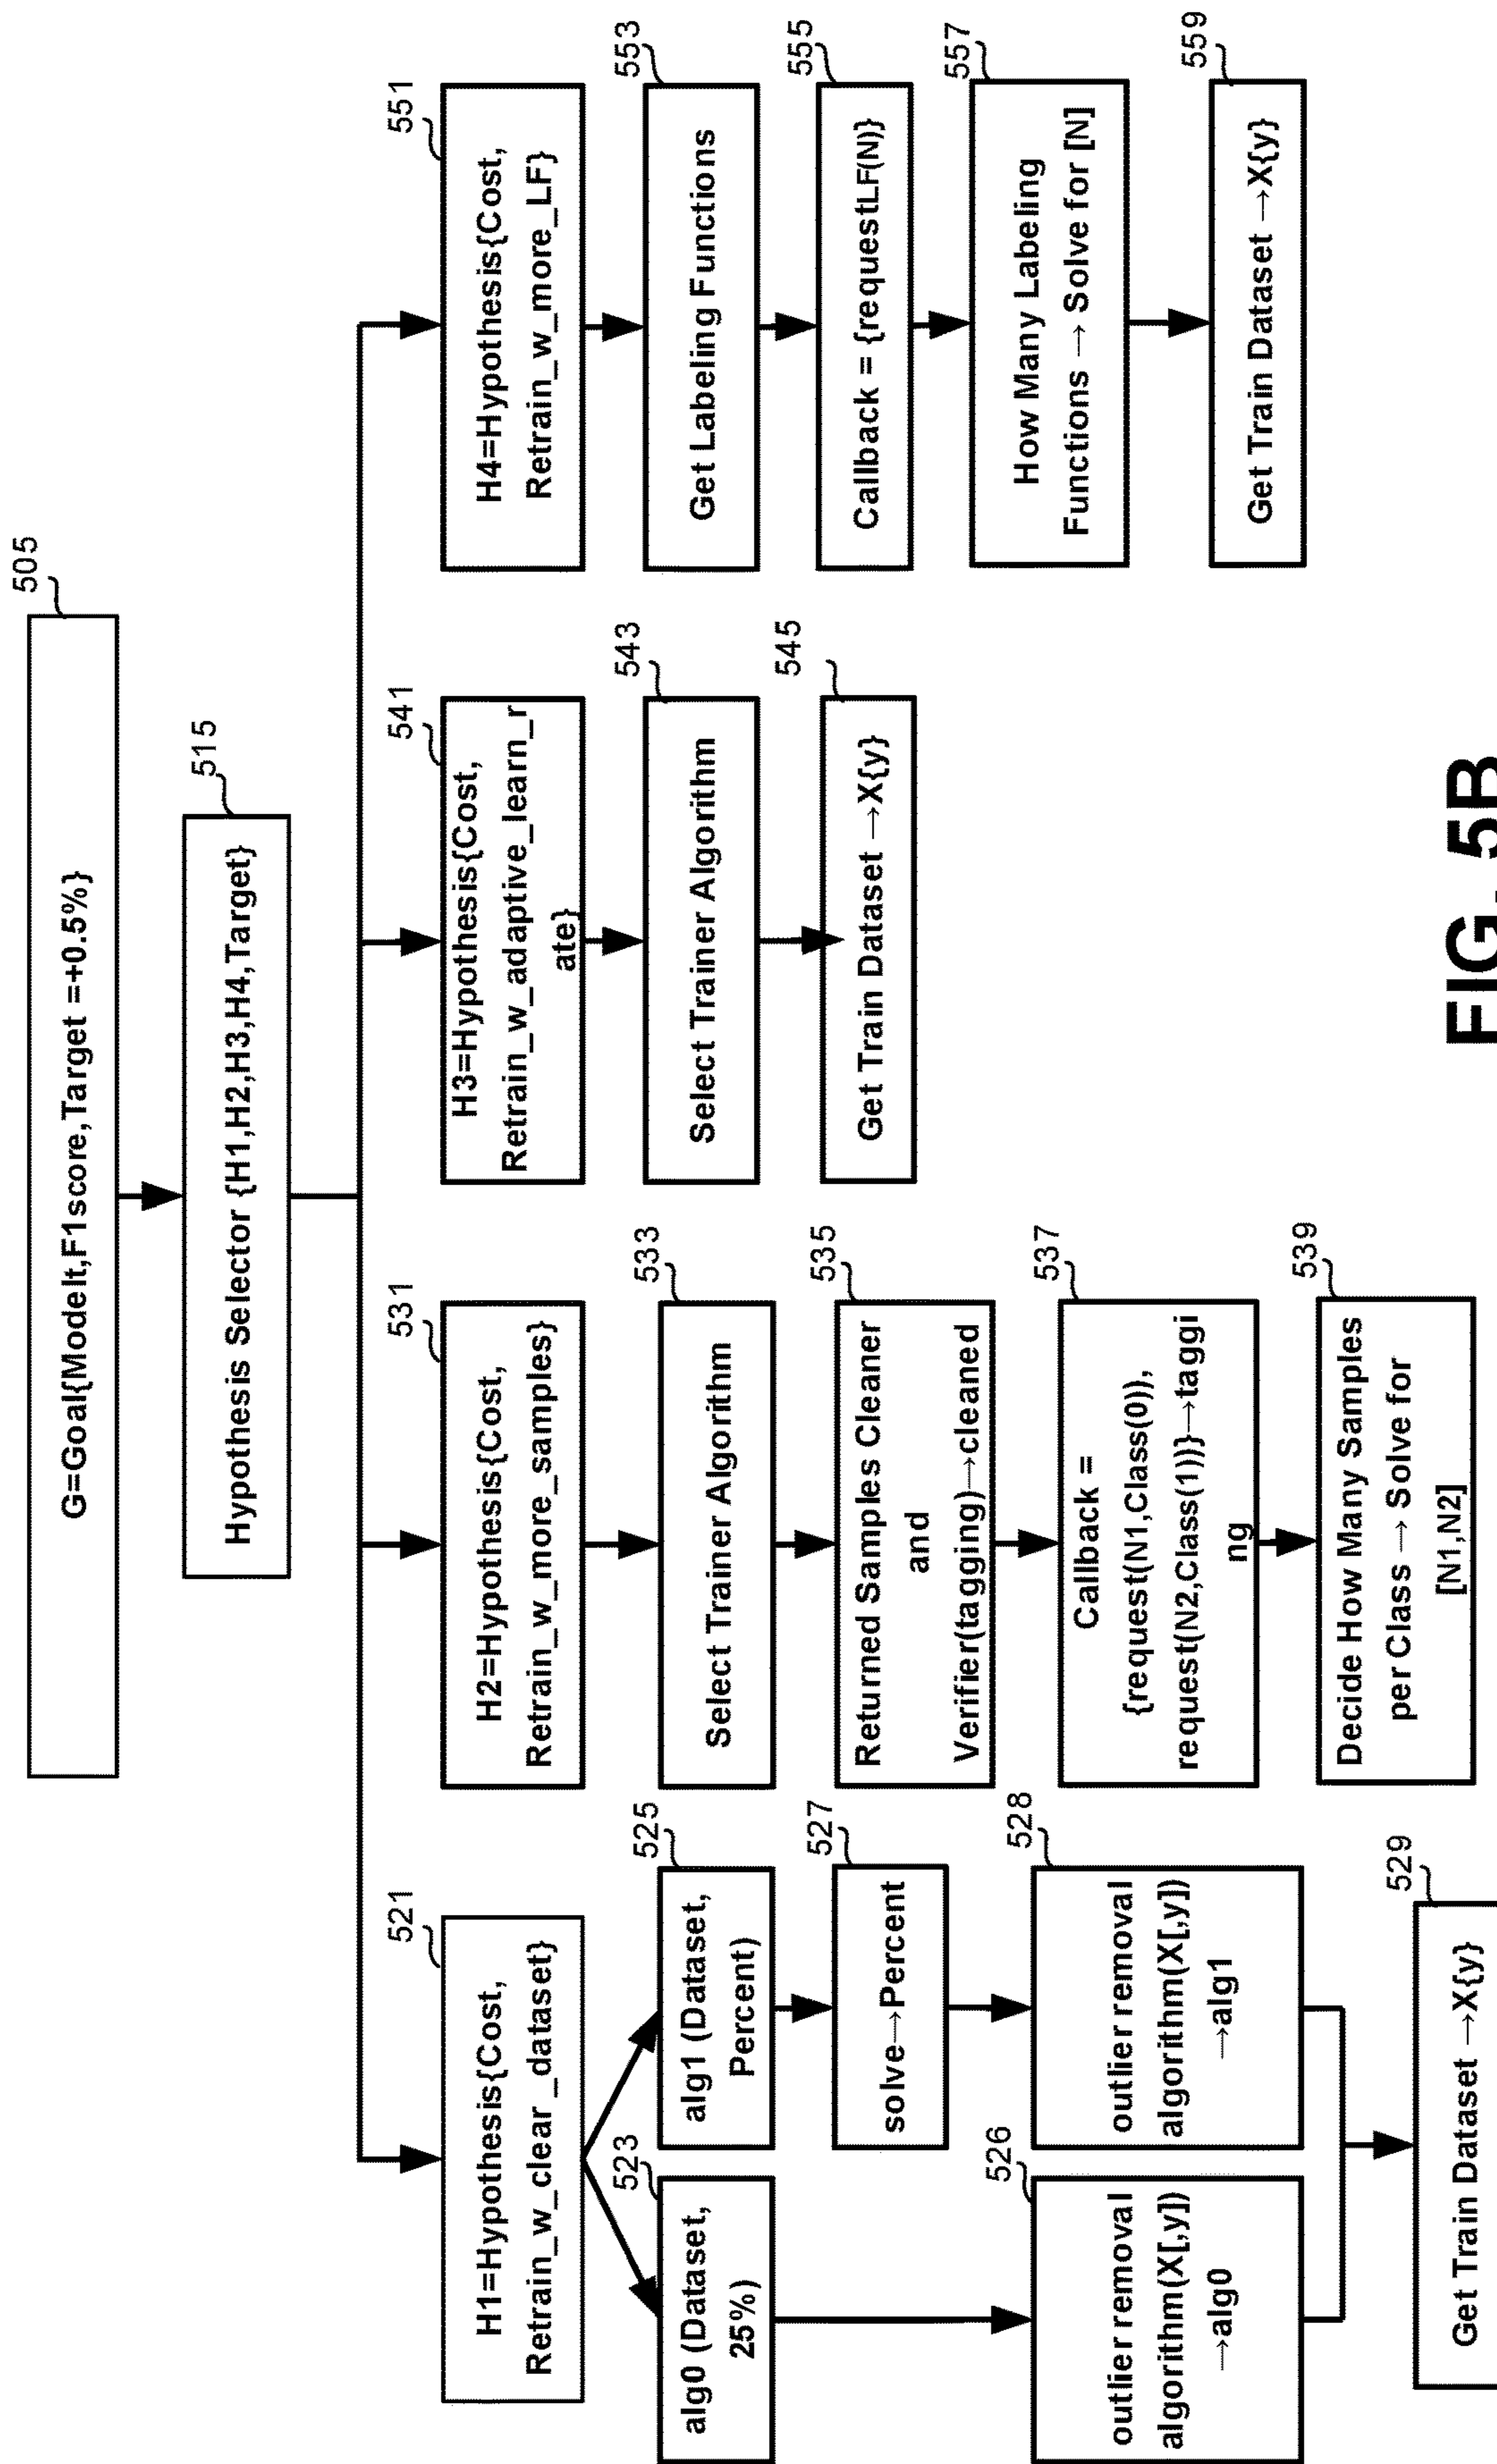 505
G=Goal{Modelt,F1score,Target =+0.5%}
515
Hypothesis Selector {H1,H2,H3,H4,Target}
521
H1=Hypothesis{Cost,
Retrain_w_clear _dataset}
523
alg0 (Dataset,
25%)
525
alg1 (Dataset,
Percent)
527
solve→Percent
526
outlier removal
algorithm(X[,y])
→alg0
528
outlier removal
algorithm(X[,y])
→alg1
529
Get Train Dataset →X{y}
531
H2=Hypothesis{Cost,
Retrain_w_more_samples}
533
Select Trainer Algorithm
535
Returned Samples Cleaner
and
Verifier(tagging)→cleaned
537
Callback =
{request(N1,Class(0)),
request(N2,Class(1))}→taggi
ng
539
Decide How Many Samples
per Class → Solve for
[N1,N2]
541
H3=Hypothesis{Cost,
Retrain_w_adaptive_learn_r
ate}
543
Select Trainer Algorithm
545
Get Train Dataset →X{y}
551
H4=Hypothesis{Cost,
Retrain_w_more_LF}
553
Get Labeling Functions
555
Callback = {requestLF(N)}
557
How Many Labeling
Functions → Solve for [N]
559
Get Train Dataset →X{y}
FIG. 5B